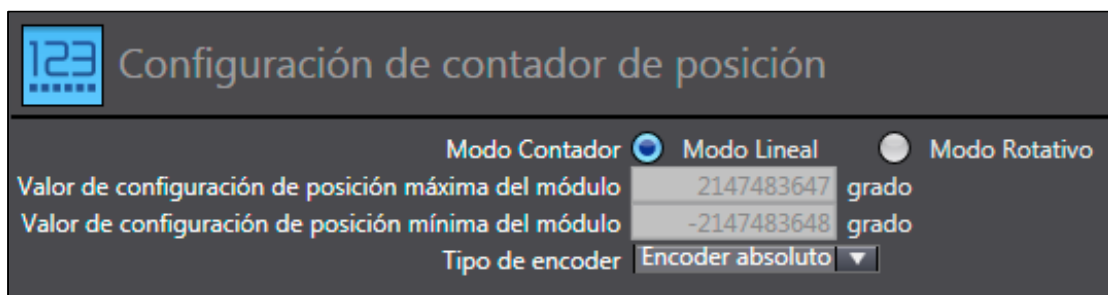 123 Configuración de contador de posición
Modo Contador Modo Lineal Modo Rotativo
Valor de configuración de posición máxima del módulo 2147483647 grado
Valor de configuración de posición mínima del módulo -2147483648 grado
Tipo de encoder Encoder absoluto